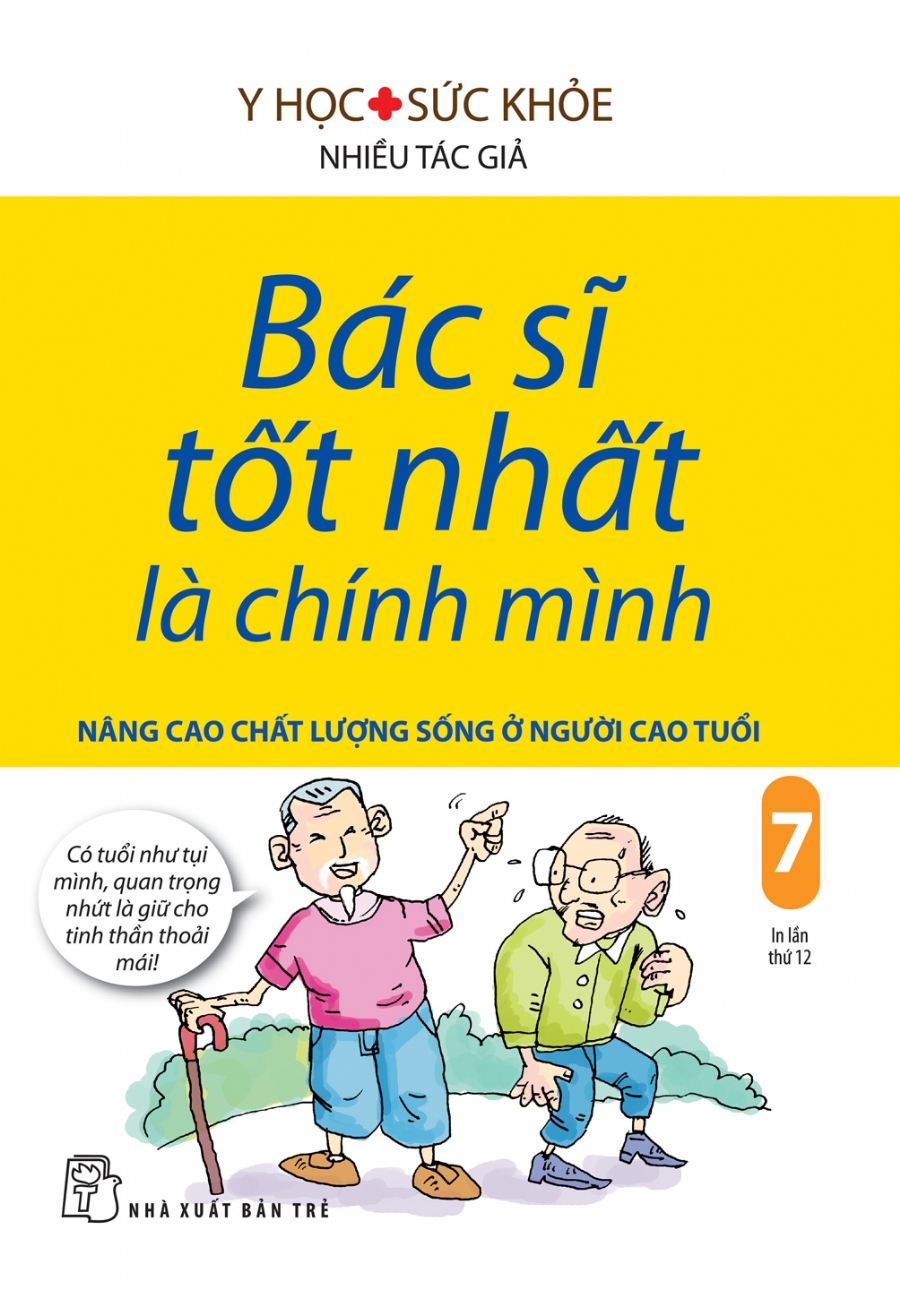 Y HỌC SỨC KHỎE
NHIỀU TÁC GIẢ
Bác sĩ
tốt nhất
là chính mình
NÂNG CAO CHẤT LƯỢNG SỐNG Ở NGƯỜI CAO TUỔI
7
In lần
thứ 12
Có tuổi như tụi
mình, quan trọng
nhứt là giữ cho
tinh thần thoải
mái!
T
NHÀ XUẤT BẢN TRẺ